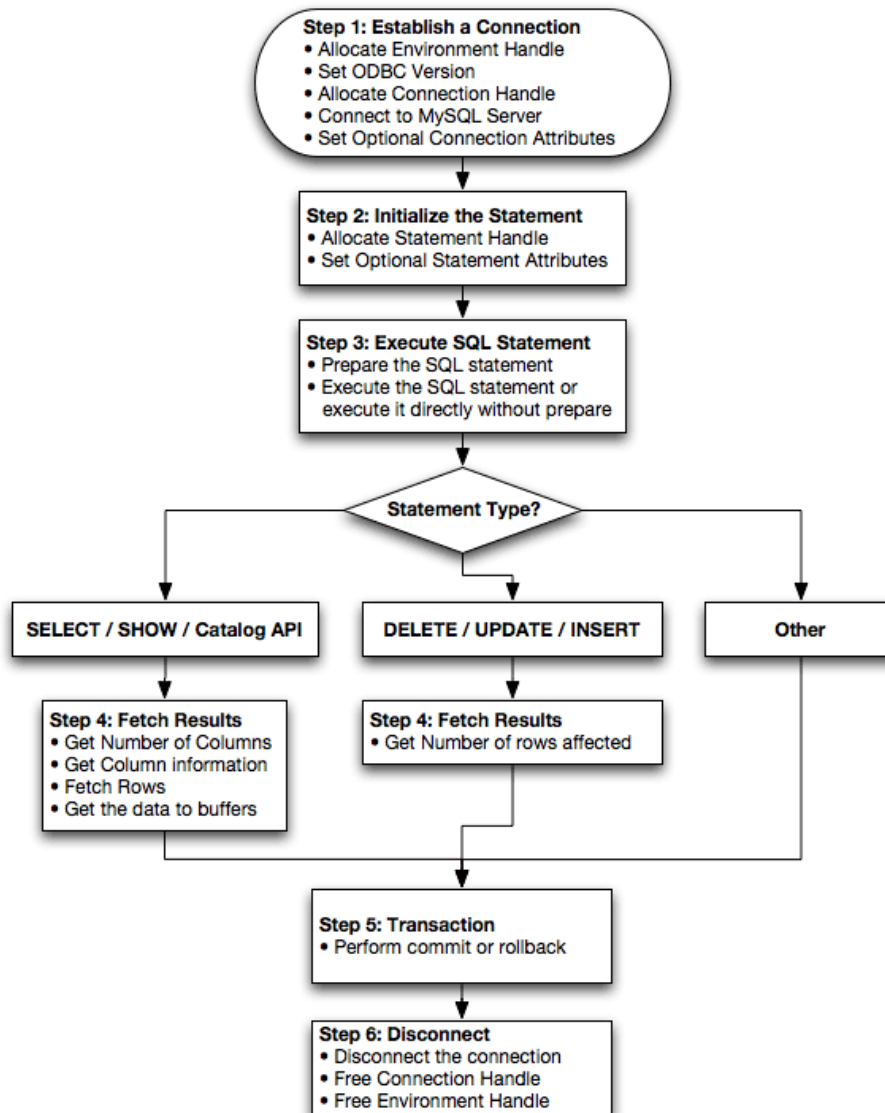 Step 1: Establish a Connection
• Allocate Environment Handle
• Set ODBC Version
• Allocate Connection Handle
• Connect to MySQL Server
• Set Optional Connection Attributes
Step 2: Initialize the Statement
• Allocate Statement Handle
• Set Optional Statement Attributes
Step 3: Execute SQL Statement
• Prepare the SQL statement
• Execute the SQL statement or
execute it directly without prepare
Statement Type?
SELECT / SHOW / Catalog API
DELETE / UPDATE / INSERT
Other
Step 4: Fetch Results
• Get Number of Columns
• Get Column information
• Fetch Rows
• Get the data to buffers
Step 4: Fetch Results
• Get Number of rows affected
Step 5: Transaction
• Perform commit or rollback
Step 6: Disconnect
• Disconnect the connection
• Free Connection Handle
• Free Environment Handle